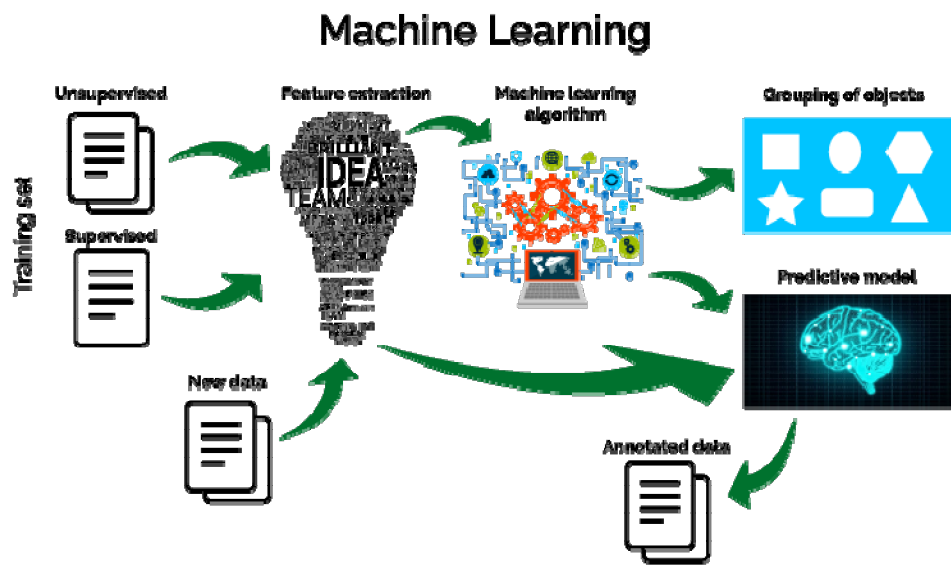 Machine Learning
Unsupervised
Feature extraction
Machine learning
algorithm
Grouping of objects
Training set
BRILLIANT
IDEA
TEAM
Supervised
Predictive model
New data
Annotated data